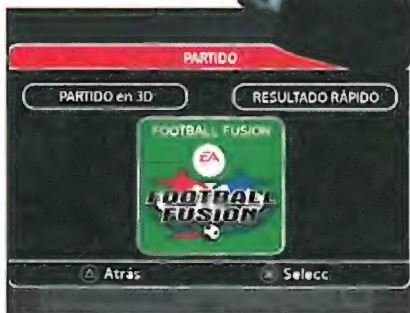 PARTIDO
PARTIDO en 3D
RESULTADO RÁPIDO
FOOTBALL FUSION
EA
FOOTBALL
FUSION
Atrás
Selecc